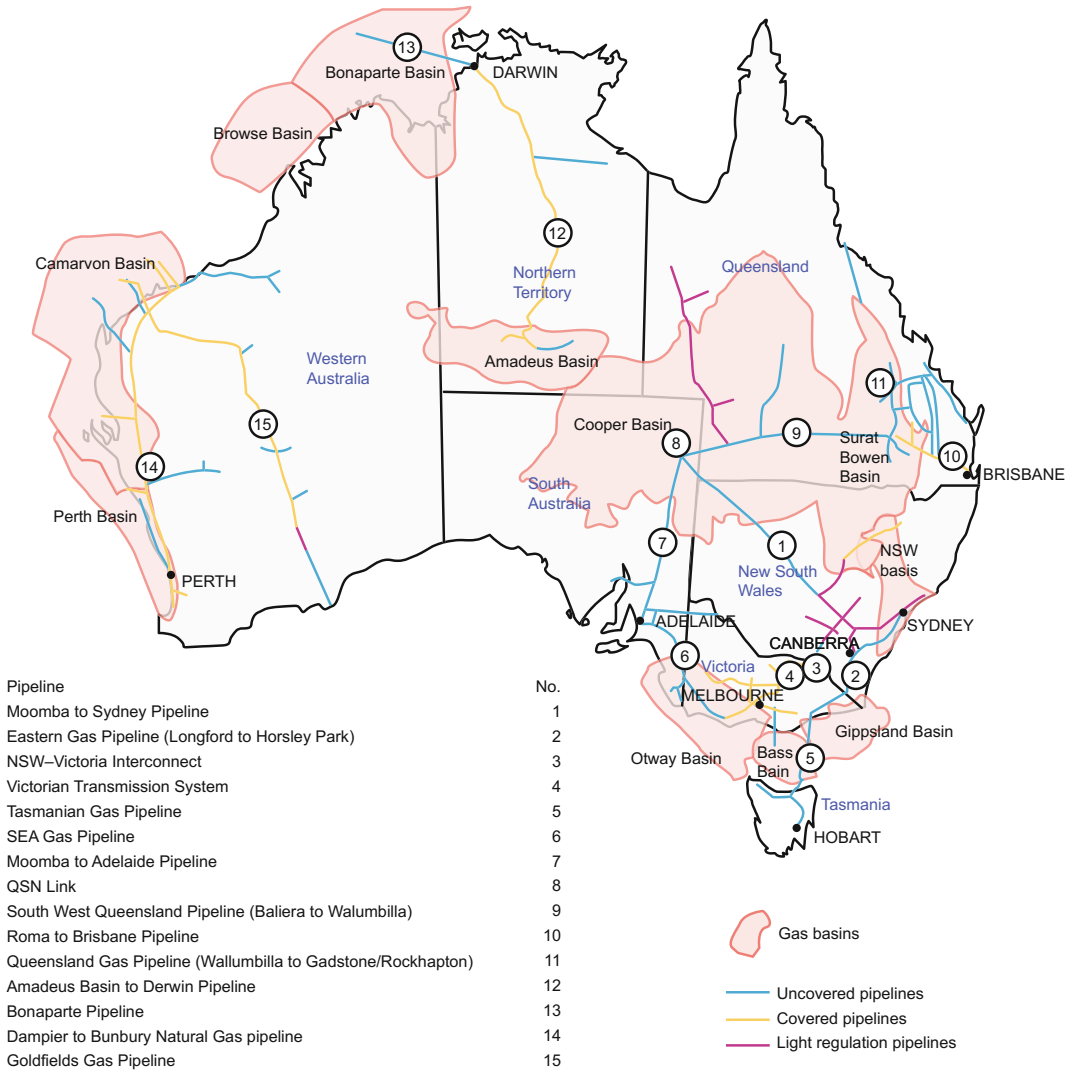 13
Bonaparte Basin
DARWIN
Browse Basin
12
Camarvon Basin
Northern
Territory
Queensland
Western
Australia
Amadeus Basin
11
15
Cooper Basin
8
9
Surat
Bowen
Basin
10
BRISBANE
14
South
Australia
Perth Basin
7
1
NSW
basis
New South
Wales
PERTH
ADELAIDE
SYDNEY
CANBERRA
6
Victoria
4
3
2
MELBOURNE
Gippsland Basin
Otway Basin
Bass
Bain
5
Tasmania
HOBART
Pipeline No.
Moomba to Sydney Pipeline 1
Eastern Gas Pipeline (Longford to Horsley Park) 2
NSW–Victoria Interconnect 3
Victorian Transmission System 4
Tasmanian Gas Pipeline 5
SEA Gas Pipeline 6
Moomba to Adelaide Pipeline 7
QSN Link 8
South West Queensland Pipeline (Baliera to Walumbilla) 9
Roma to Brisbane Pipeline 10
Queensland Gas Pipeline (Wallumbilla to Gadstone/Rockhapton) 11
Amadeus Basin to Derwin Pipeline 12
Bonaparte Pipeline 13
Dampier to Bunbury Natural Gas pipeline 14
Goldfields Gas Pipeline 15
Gas basins
Uncovered pipelines
Covered pipelines
Light regulation pipelines